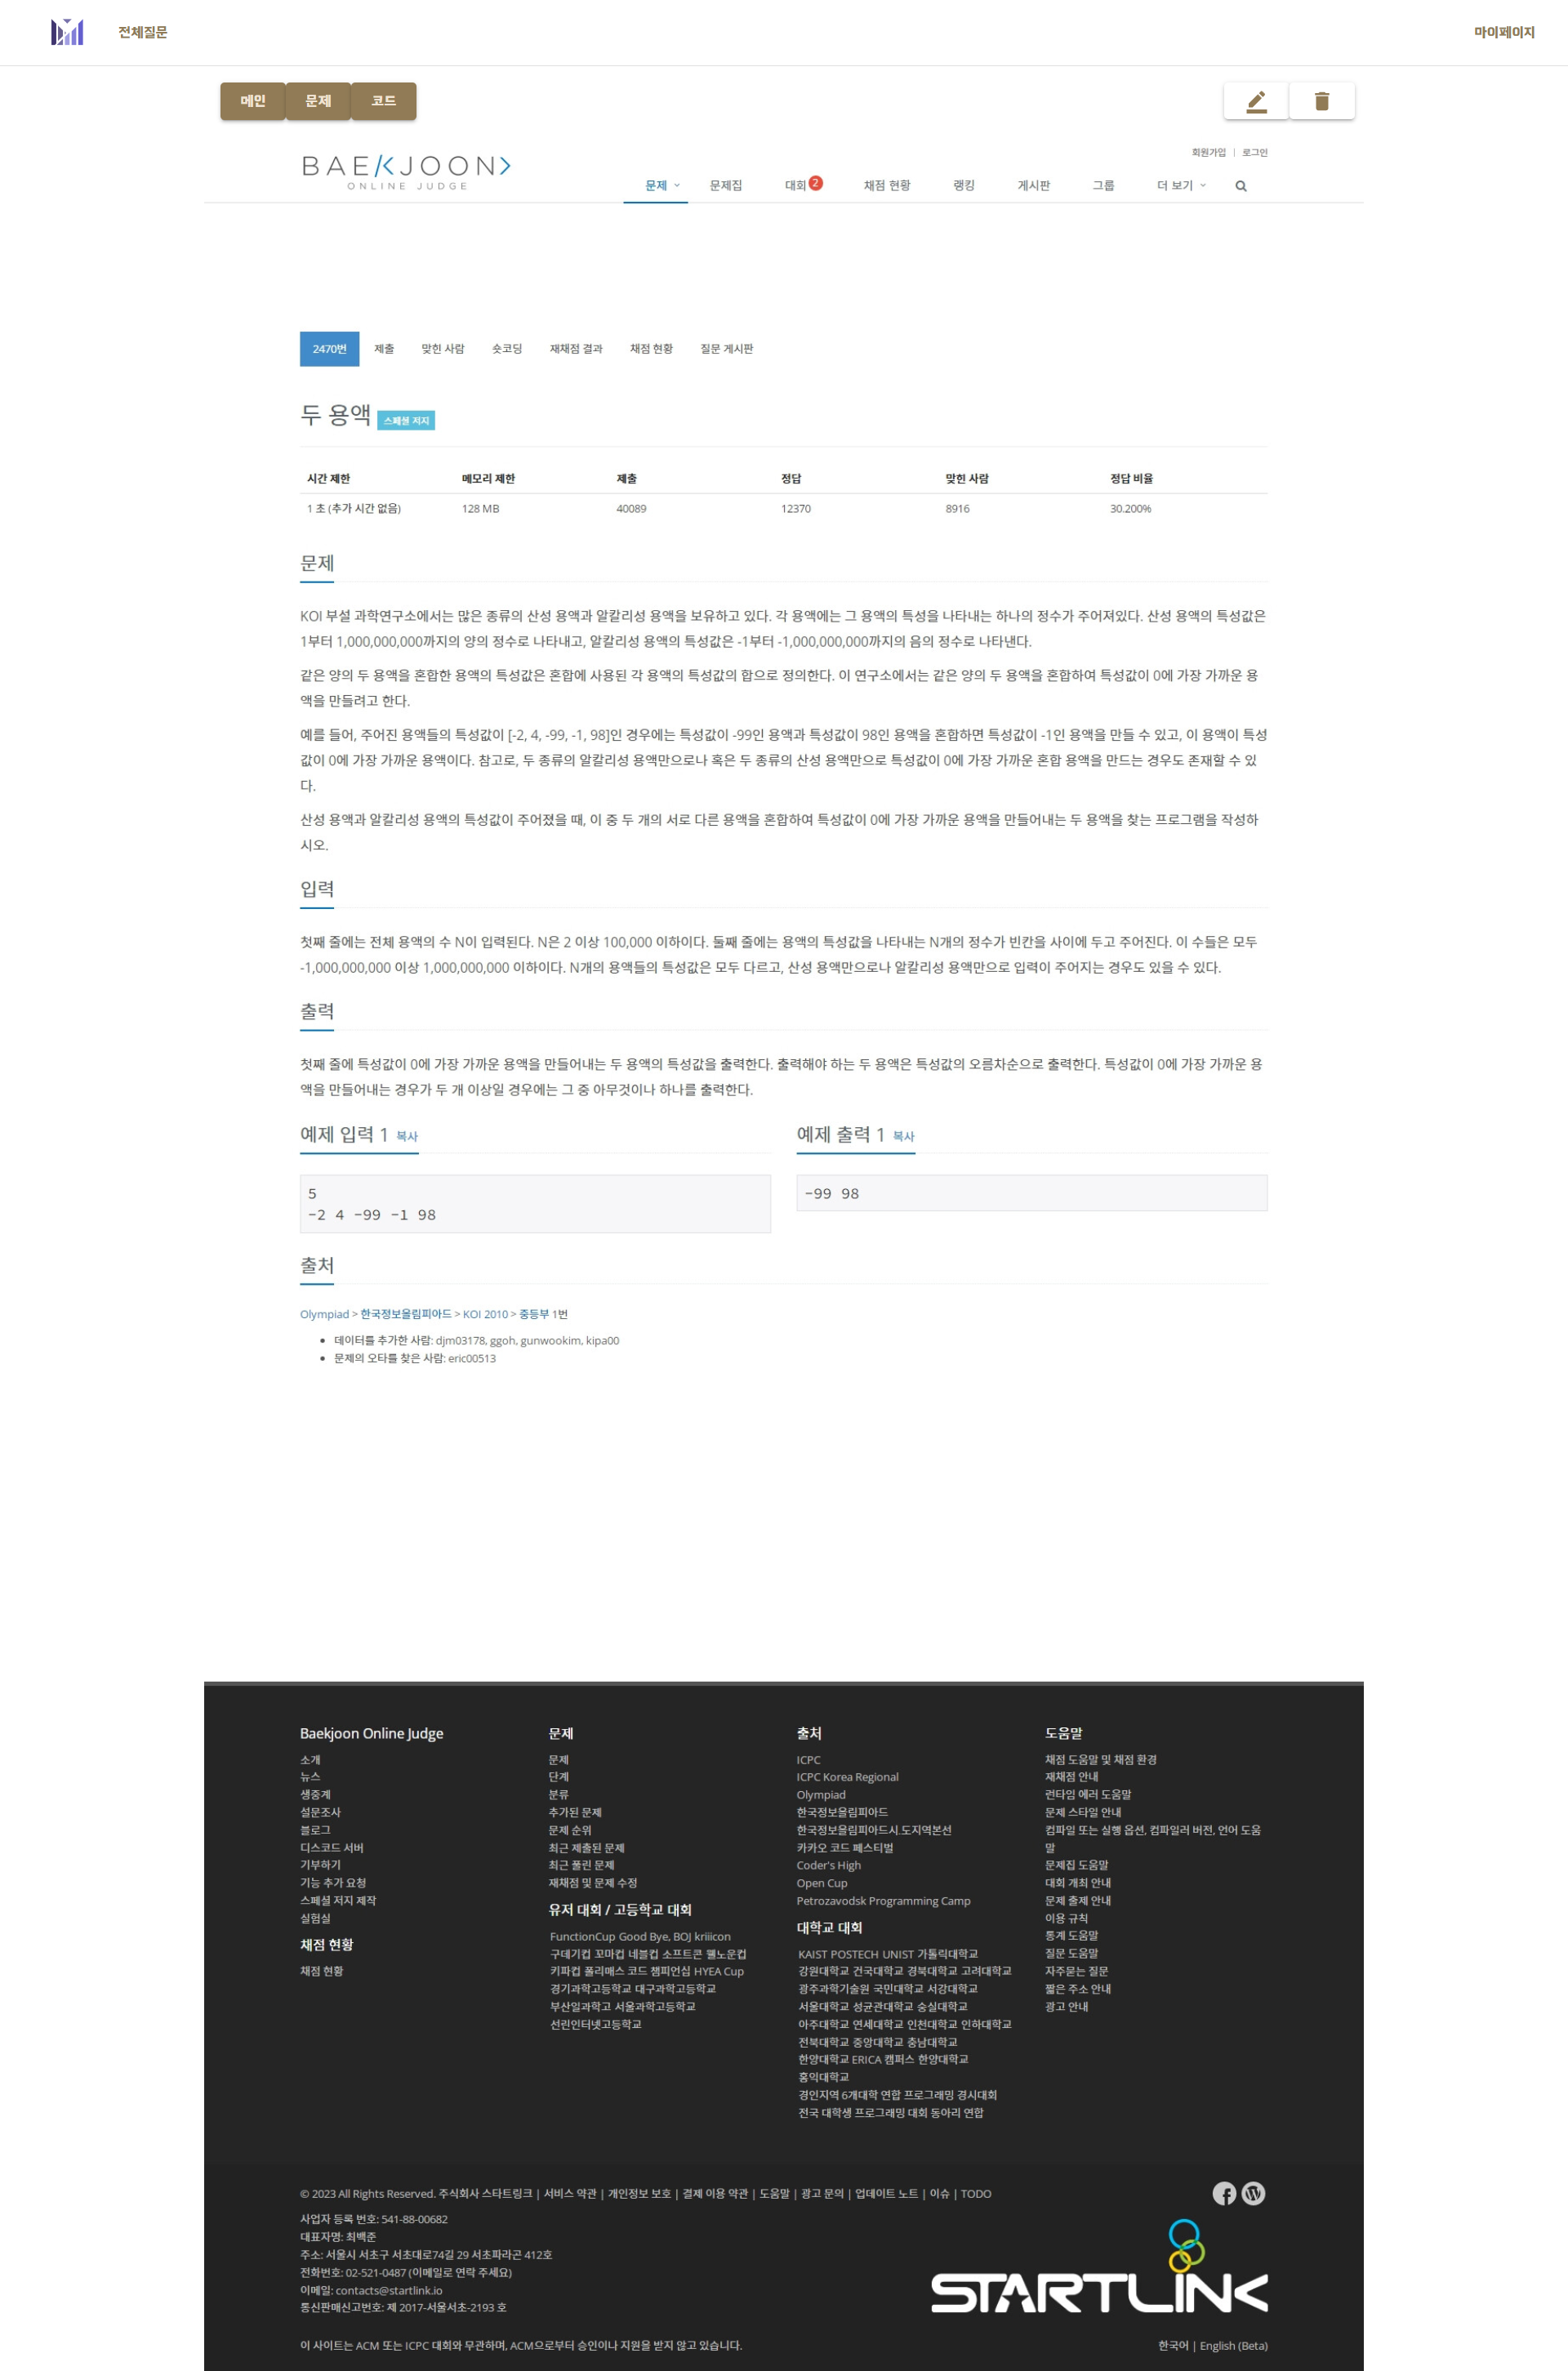 전체질문
마이페이지
메인 문제 코드
회원가입 | 로그인
BAEKJOON>
ONLINE JUDGE
문제 문제집 대회 2 채점 현황 랭킹 게시판 그룹 더 보기
2470번 제출 맞힌 사람 숏코딩 재채점 결과 채점 현황 질문 게시판
두 용액 스페셜 저지
시간 제한 메모리 제한 제출 정답 맞힌 사람 정답 비율
1 초 (추가 시간 없음) 128 MB 40089 12370 8916 30.200%
문제
KOI 부설 과학연구소에서는 많은 종류의 산성 용액과 알칼리성 용액을 보유하고 있다. 각 용액에는 그 용액의 특성을 나타내는 하나의 정수가 주어져있다. 산성 용액의 특성값은
1부터 1,000,000,000까지의 양의 정수로 나타내고, 알칼리성 용액의 특성값은 -1부터 -1,000,000,000까지의 음의 정수로 나타낸다.
같은 양의 두 용액을 혼합한 용액의 특성값은 혼합에 사용된 각 용액의 특성값의 합으로 정의한다. 이 연구소에서는 같은 양의 두 용액을 혼합하여 특성값이 0에 가장 가까운 용
액을 만들려고 한다.
예를 들어, 주어진 용액들의 특성값이 [-2, 4, -99, -1, 98]인 경우에는 특성값이 -99인 용액과 특성값이 98인 용액을 혼합하면 특성값이 -1인 용액을 만들 수 있고, 이 용액이 특성
값이 0에 가장 가까운 용액이다. 참고로, 두 종류의 알칼리성 용액만으로나 혹은 두 종류의 산성 용액만으로 특성값이 0에 가장 가까운 혼합 용액을 만드는 경우도 존재할 수 있
다.
산성 용액과 알칼리성 용액의 특성값이 주어졌을 때, 이 중 두 개의 서로 다른 용액을 혼합하여 특성값이 0에 가장 가까운 용액을 만들어내는 두 용액을 찾는 프로그램을 작성하
시오.
입력
첫째 줄에는 전체 용액의 수 N이 입력된다. N은 2 이상 100,000 이하이다. 둘째 줄에는 용액의 특성값을 나타내는 N개의 정수가 빈칸을 사이에 두고 주어진다. 이 수들은 모두
-1,000,000,000 이상 1,000,000,000 이하이다. N개의 용액들의 특성값은 모두 다르고, 산성 용액만으로나 알칼리성 용액만으로 입력이 주어지는 경우도 있을 수 있다.
출력
첫째 줄에 특성값이 0에 가장 가까운 용액을 만들어내는 두 용액의 특성값을 출력한다. 출력해야 하는 두 용액은 특성값의 오름차순으로 출력한다. 특성값이 0에 가장 가까운 용
액을 만들어내는 경우가 두 개 이상일 경우에는 그 중 아무것이나 하나를 출력한다.
예제 입력 1 복사
5
-2 4 -99 -1 98
예제 출력 1 복사
-99 98
출처
Olympiad > 한국정보올림피아드 > KOI 2010 > 중등부 1번
데이터를 추가한 사람: djm03178, ggoh, gunwookim, kipa00
문제의 오타를 찾은 사람: eric00513
Baekjoon Online Judge
소개
뉴스
생중계
설문조사
블로그
디스코드 서버
기부하기
기능 추가 요청
스페셜 저지 제작
실험실
채점 현황
채점 현황
문제
문제
단계
분류
추가된 문제
문제 순위
최근 제출된 문제
최근 풀린 문제
재채점 및 문제 수정
유저 대회 / 고등학교 대회
FunctionCup Good Bye, BOJ kriiicon
구데기컵 꼬마컵 네블컵 소프트콘 웰노운컵
키파컵 폴리매스 코드 챔피언십 HYEA Cup
경기과학고등학교 대구과학고등학교
부산일과학고 서울과학고등학교
선린인터넷고등학교
출처
ICPC
ICPC Korea Regional
Olympiad
한국정보올림피아드
한국정보올림피아드시.도지역본선
카카오 코드 페스티벌
Coder's High
Open Cup
Petrozavodsk Programming Camp
대학교 대회
KAIST POSTECH UNIST 가톨릭대학교
강원대학교 건국대학교 경북대학교 고려대학교
광주과학기술원 국민대학교 서강대학교
서울대학교 성균관대학교 숭실대학교
아주대학교 연세대학교 인천대학교 인하대학교
전북대학교 중앙대학교 충남대학교
한양대학교 ERICA 캠퍼스 한양대학교
홍익대학교
경인지역 6개대학 연합 프로그래밍 경시대회
전국 대학생 프로그래밍 대회 동아리 연합
도움말
채점 도움말 및 채점 환경
재채점 안내
런타임 에러 도움말
문제 스타일 안내
컴파일 또는 실행 옵션, 컴파일러 버전, 언어 도움
말
문제집 도움말
대회 개최 안내
문제 출제 안내
이용 규칙
통계 도움말
질문 도움말
자주묻는 질문
짧은 주소 안내
광고 안내
© 2023 All Rights Reserved. 주식회사 스타트링크 | 서비스 약관 | 개인정보 보호 | 결제 이용 약관 | 도움말 | 광고 문의 | 업데이트 노트 | 이슈 | TODO
사업자 등록 번호: 541-88-00682
대표자명: 최백준
주소: 서울시 서초구 서초대로74길 29 서초파라곤 412호
전화번호: 02-521-0487 (이메일로 연락 주세요)
이메일: contacts@startlink.io
통신판매신고번호: 제 2017-서울서초-2193 호
STARTLINK
이 사이트는 ACM 또는 ICPC 대회와 무관하며, ACM으로부터 승인이나 지원을 받지 않고 있습니다.
한국어 | English (Beta)